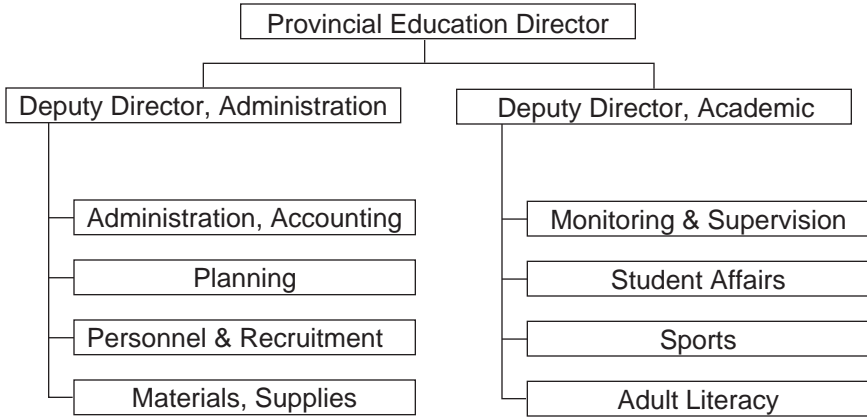 Provincial Education Director
Deputy Director, Administration
Deputy Director, Academic
Administration, Accounting
Planning
Personnel & Recruitment
Materials, Supplies
Monitoring & Supervision
Student Affairs
Sports
Adult Literacy